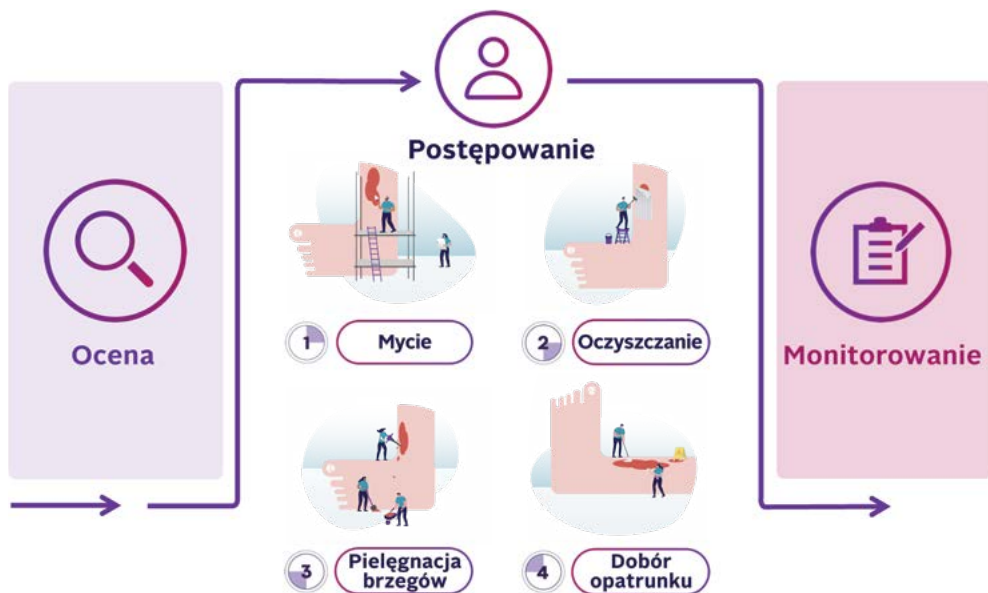 Postępowanie
Ocena
1
Mycie
2
Oczyszczanie
3
Pielęgnacja
brzegów
4
Dobór
opatrunku
Monitorowanie